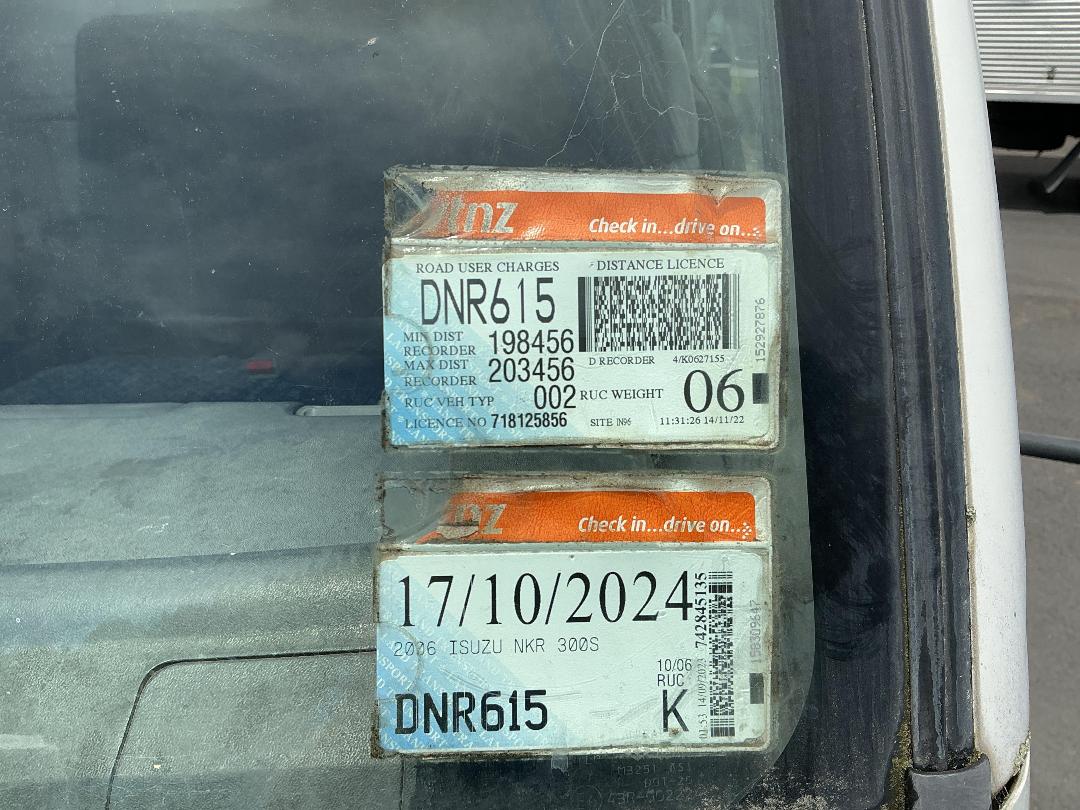 tnz
Check in...drive on...
ROAD USER CHARGES DISTANCE LICENCE
DNR615
MIN DIST
RECORDER 198456
MAX DIST
RECORDER 203456
D RECORDER 4/K0627155
RUC VEH TYP 002
RUC WEIGHT 06
LICENCE NO 718125856
SITE IN96 11:31:26 14/11/22
152927876
nz
Check in...drive on...
17/10/2024
2006 ISUZU NKR 300S
10/06
RUC
DNR615 K
742845135